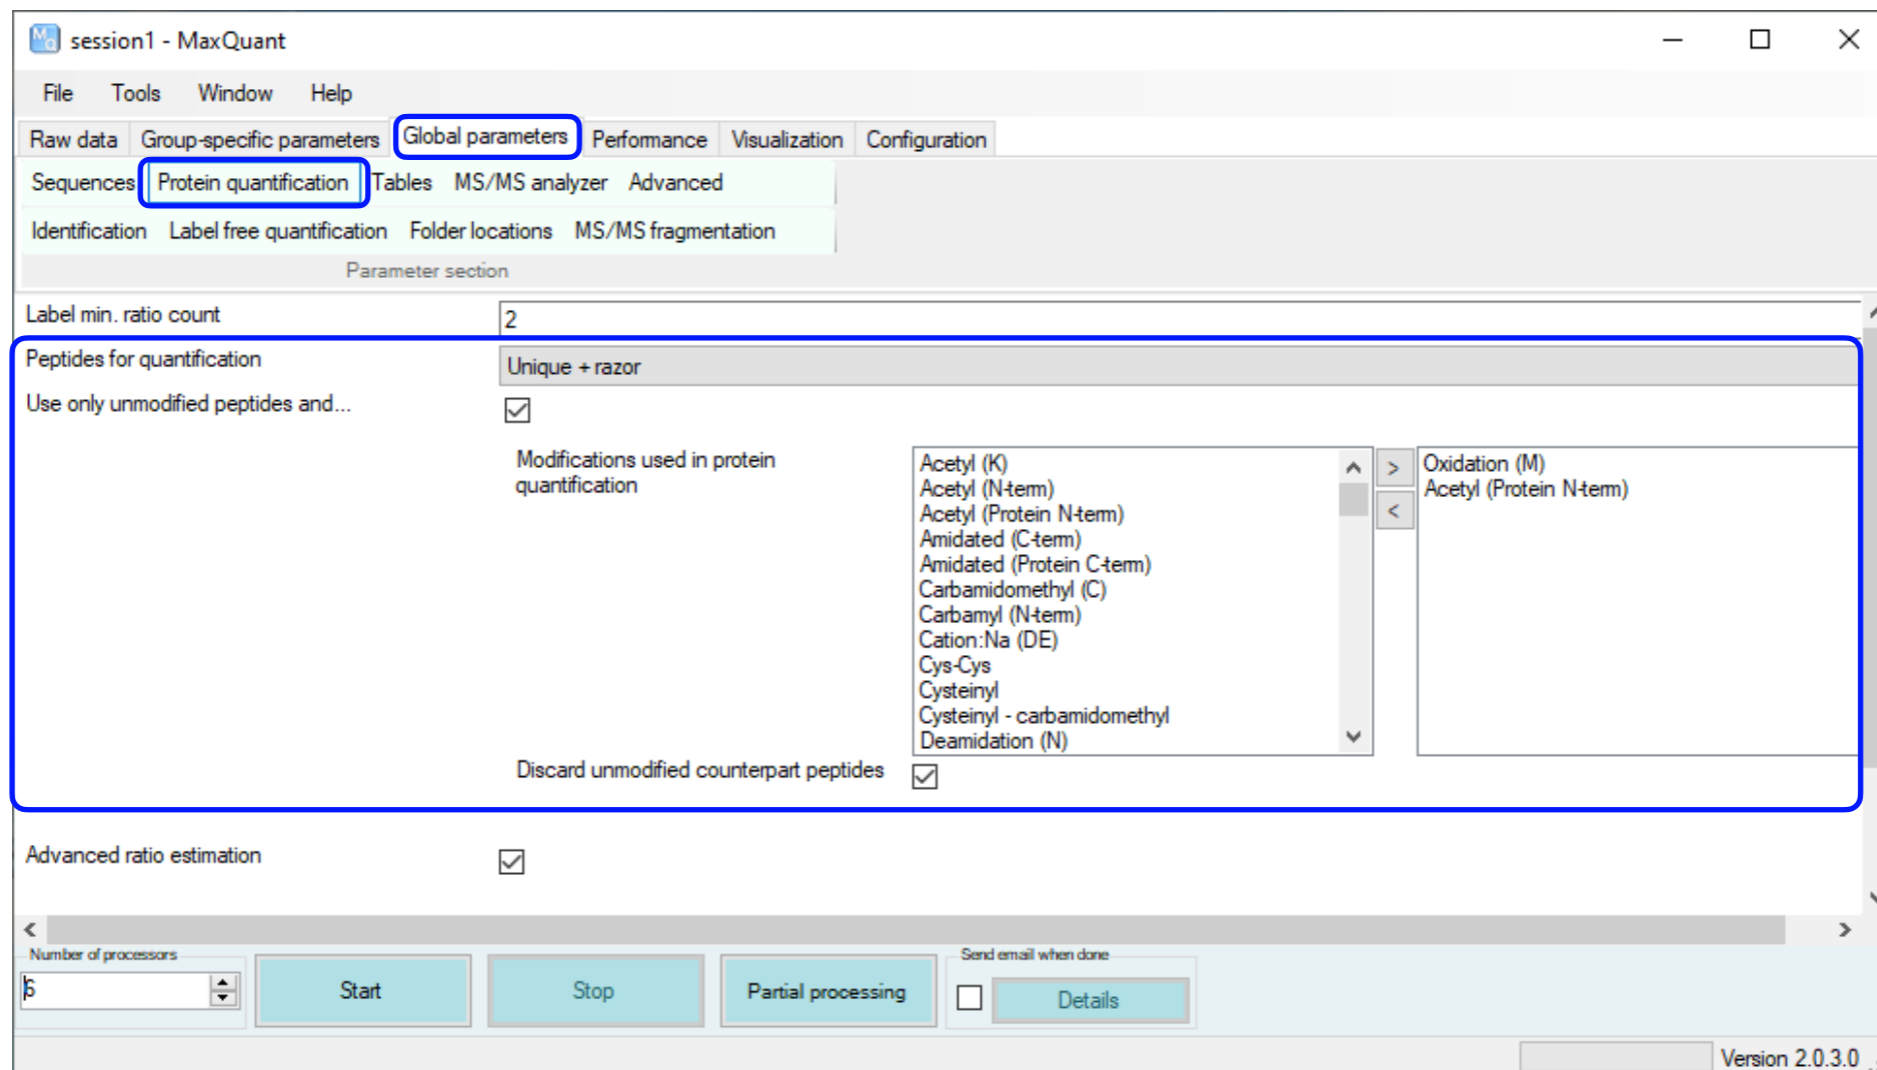 session1 - MaxQuant
File Tools Window Help
Raw data Group-specific parameters Global parameters Performance Visualization Configuration
Sequences Protein quantification Tables MS/MS analyzer Advanced
Identification Label free quantification Folder locations MS/MS fragmentation
Parameter section
Label min. ratio count 2
Peptides for quantification Unique + razor
Use only unmodified peptides and...
Modifications used in protein
quantification
Acetyl (K)
Acetyl (N-term)
Acetyl (Protein N-term)
Amidated (C-term)
Amidated (Protein C-term)
Carbamidomethyl (C)
Carbamyl (N-term)
Cation:Na (DE)
Cys-Cys
Cysteinyl
Cysteinyl - carbamidomethyl
Deamidation (N)
>
<
Oxidation (M)
Acetyl (Protein N-term)
Discard unmodified counterpart peptides
Advanced ratio estimation
Number of processors
6
Start Stop Partial processing
Send email when done
Details
Version 2.0.3.0